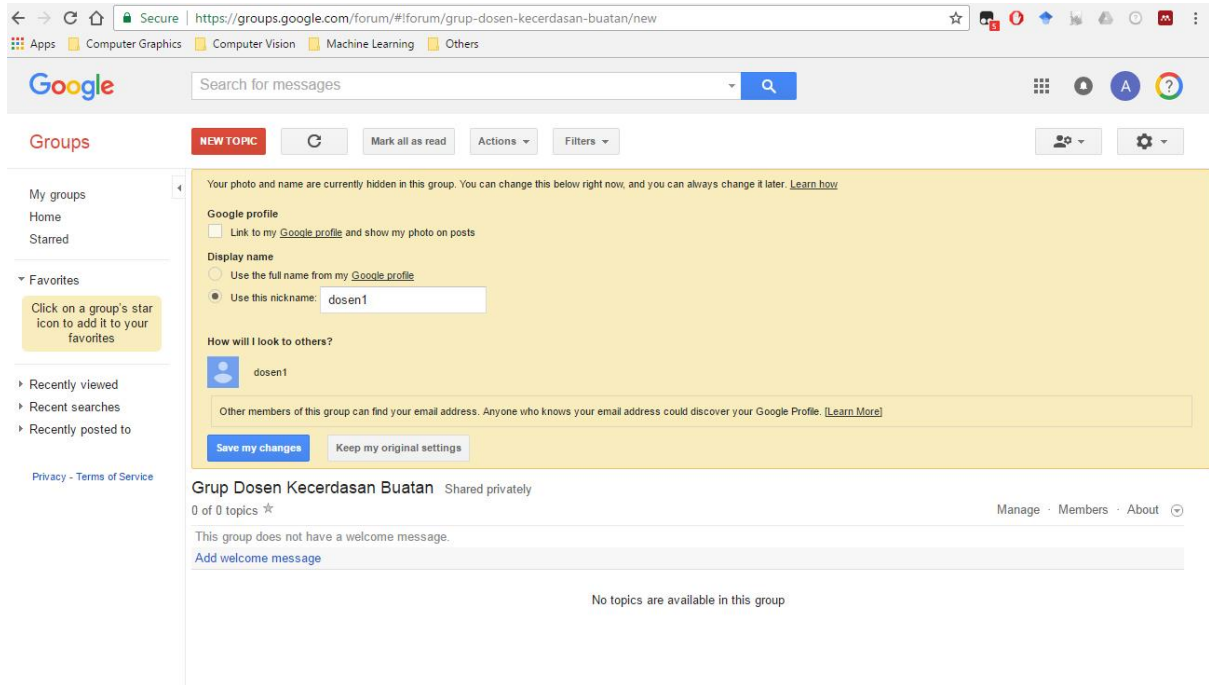 Secure | https://groups.google.com/forum/#!forum/grup-dosen-kecerdasan-buatan/new
5
Apps Computer Graphics Computer Vision Machine Learning Others
Google Search for messages A ?
Groups NEW TOPIC Mark all as read Actions Filters
My groups
Home
Starred
Favorites
Click on a group's star
icon to add it to your
favorites
Recently viewed
Recent searches
Recently posted to
Privacy - Terms of Service
Your photo and name are currently hidden in this group. You can change this below right now, and you can always change it later. Learn how
Google profile
Link to my Google profile and show my photo on posts
Display name
Use the full name from my Google profile
Use this nickname: dosen1
How will I look to others?
dosen1
Other members of this group can find your email address. Anyone who knows your email address could discover your Google Profile. [Learn More]
Save my changes Keep my original settings
Grup Dosen Kecerdasan Buatan Shared privately
0 of 0 topics Manage · Members · About
This group does not have a welcome message.
Add welcome message
No topics are available in this group